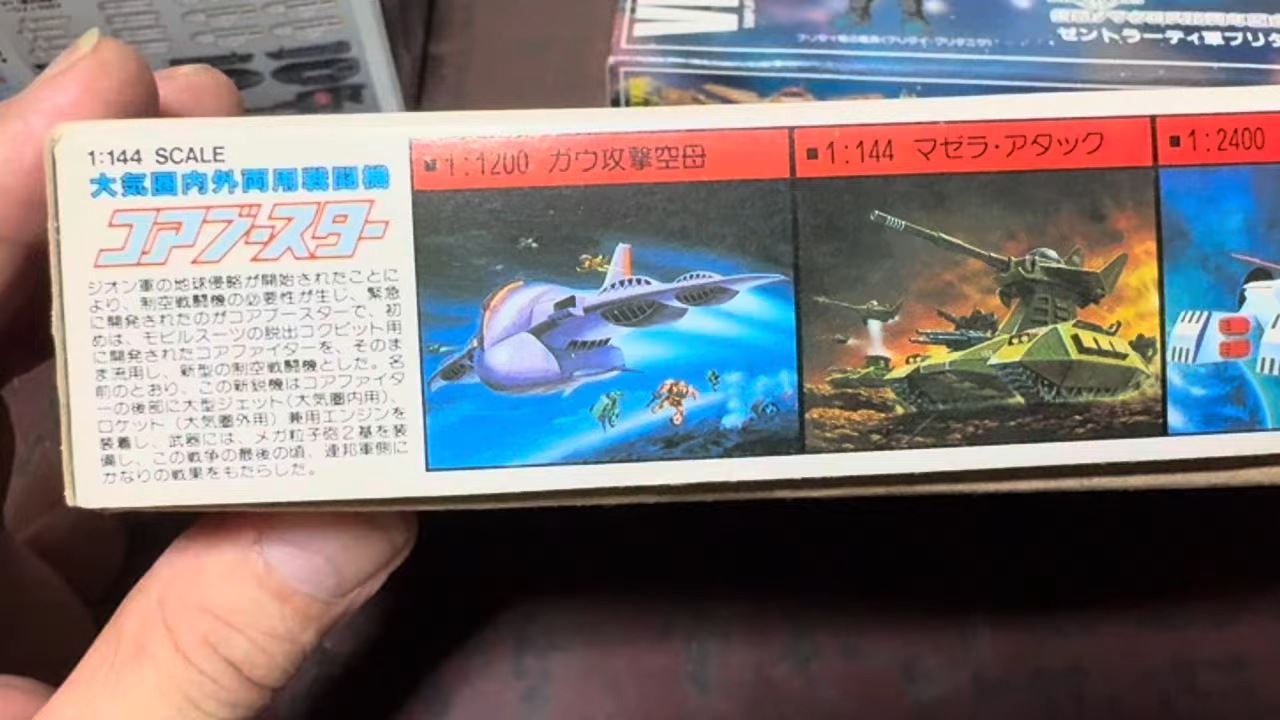 1:144 SCALE
大気圏内外両用戦闘機
コアブースター
ジオン軍の地球侵略が開始されたことに
より、制空戦闘機の必要性が生じ、緊急
に開発されたのがコアブースターで、初
めは、モビルスーツの脱出コクピット用
に開発されたコアファイターを、そのま
ま流用し、新型の制空戦闘機とした。名
前のとおり、この新鋭機はコアファイタ
ーの後部に大型ジェット(大気圏内用)、
ロケット(大気圏外用)兼用エンジンを
装着し、武器には、メガ粒子砲2基を装
備し、この戦争の最後の頃、連邦軍側に
かなりの戦果をもたらした。
■1:1200 ガウ攻撃空母
■1:144 マゼラ・アタック
■1:2400
ゼントラーディ軍ブリタ